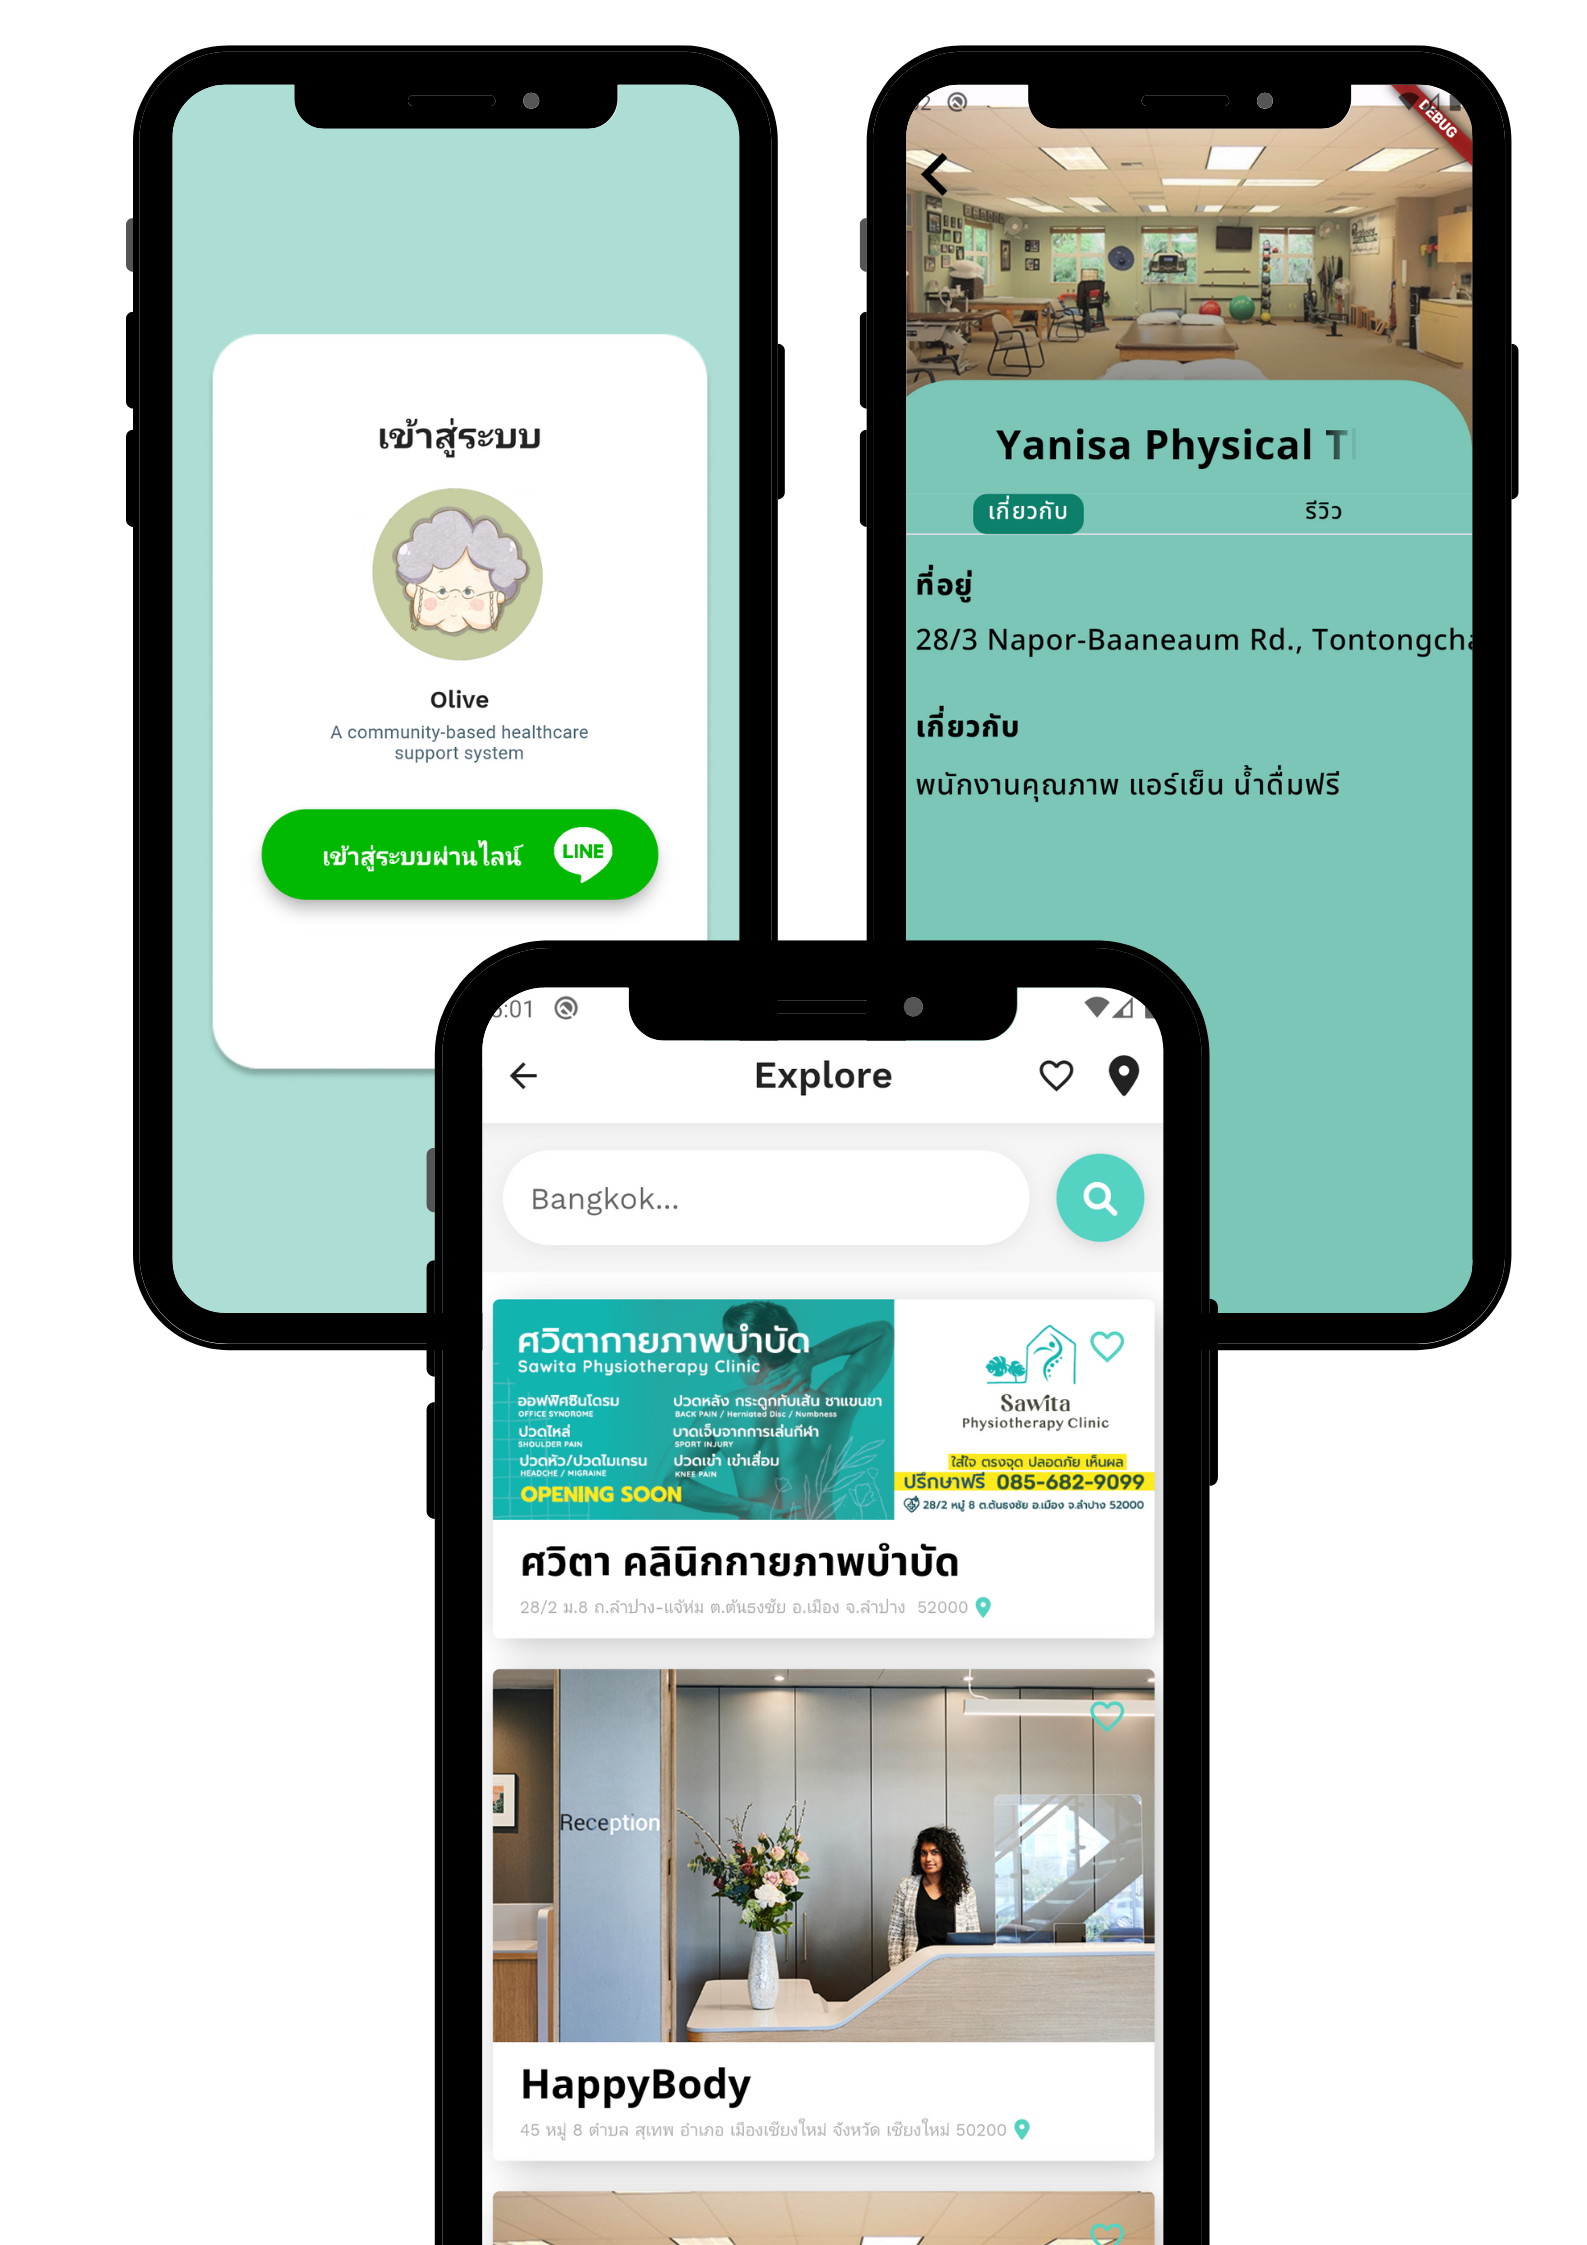 เข้าสู่ระบบ
Olive
A community-based healthcare
support system
เข้าสู่ระบบผ่านไลน์ LINE
DEBUG
Yanisa Physical
เกี่ยวกับ รีวิว
ที่อยู่
28/3 Napor-Baaneaum Rd., Tontongcha
เกี่ยวกับ
พนักงานคุณภาพ แอร์เย็น น้ำดื่มฟรี
:01
Explore
Bangkok...
ศวิตากายภาพบำบัด
Sawita Physiotherapy Clinic
ออฟฟิศซินโดรม ปวดหลัง กระดูกทับเส้น ชาแขนขา
OFFICE SYNDROME BACK PAIN / Herniated Disc / Numbness
ปวดไหล่ บาดเจ็บจากการเล่นกีฬา
SHOULDER PAIN SPORT INJURY
ปวดหัว/ปวดไมเกรน ปวดเข่า เข่าเสื่อม
HEADCHE / MIGRAINE KNEE PAIN
OPENING SOON
Sawita
Physiotherapy Clinic
ใส่ใจ ตรงจุด ปลอดภัย เห็นผล
ปรึกษาฟรี 085-682-9099
28/2 หมู่ 8 ต.ต้นธงชัย อ.เมือง จ.ลำปาง 52000
ศวิตา คลินิกกายภาพบำบัด
28/2 ม.8 ถ.ลำปาง-แจ้ห่ม ต.ต้นธงชัย อ.เมือง จ.ลำปาง 52000
Reception
HappyBody
45 หมู่ 8 ตำบล สุเทพ อำเภอ เมืองเชียงใหม่ จังหวัด เชียงใหม่ 50200